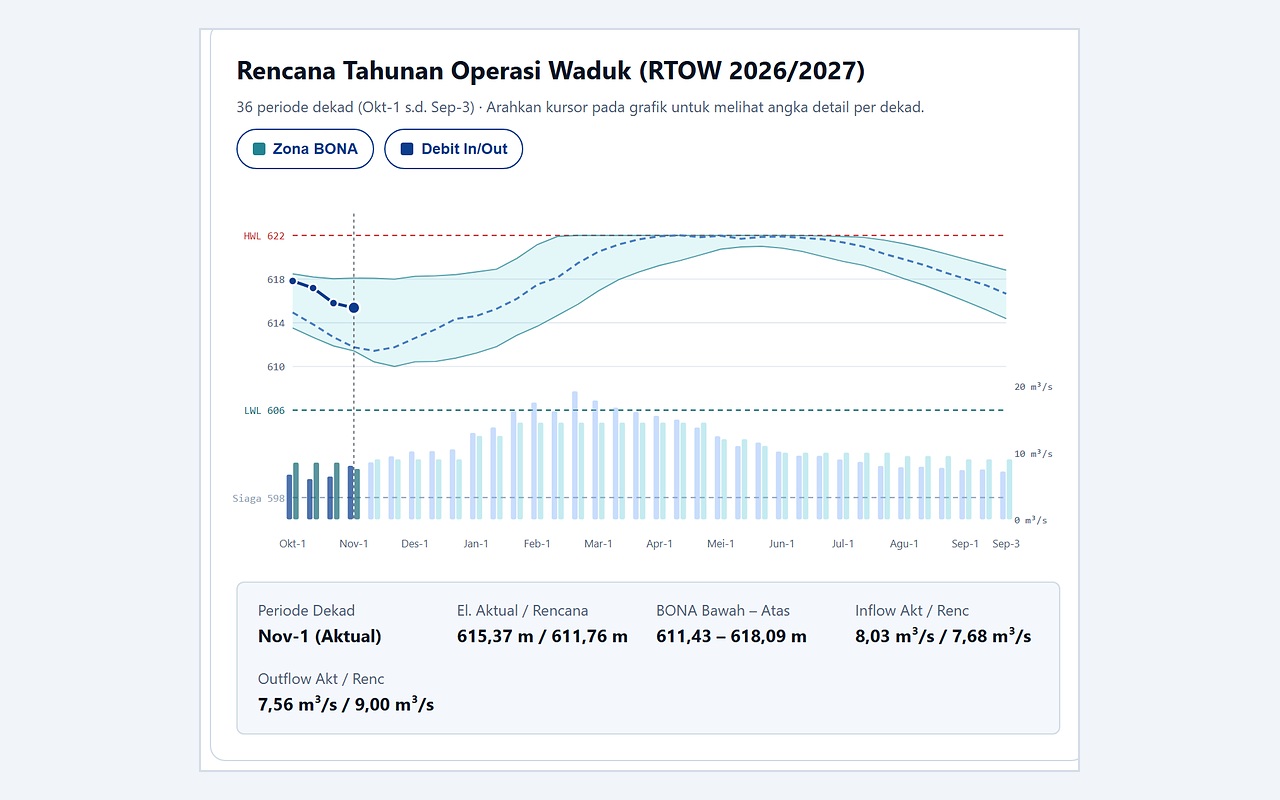 Rencana Tahunan Operasi Waduk (RTOW 2026/2027)
36 periode dekad (Okt-1 s.d. Sep-3) · Arahkan kursor pada grafik untuk melihat angka detail per dekad.
Zona BONA
Debit In/Out
HWL 622
618
614
610
20 m³/s
LWL 606
10 m³/s
Siaga 598
0 m³/s
Okt-1 Nov-1 Des-1 Jan-1 Feb-1 Mar-1 Apr-1 Mei-1 Jun-1 Jul-1 Agu-1 Sep-1 Sep-3
Periode Dekad
Nov-1 (Aktual)
El. Aktual / Rencana
615,37 m / 611,76 m
BONA Bawah – Atas
611,43 – 618,09 m
Inflow Akt / Renc
8,03 m³/s / 7,68 m³/s
Outflow Akt / Renc
7,56 m³/s / 9,00 m³/s